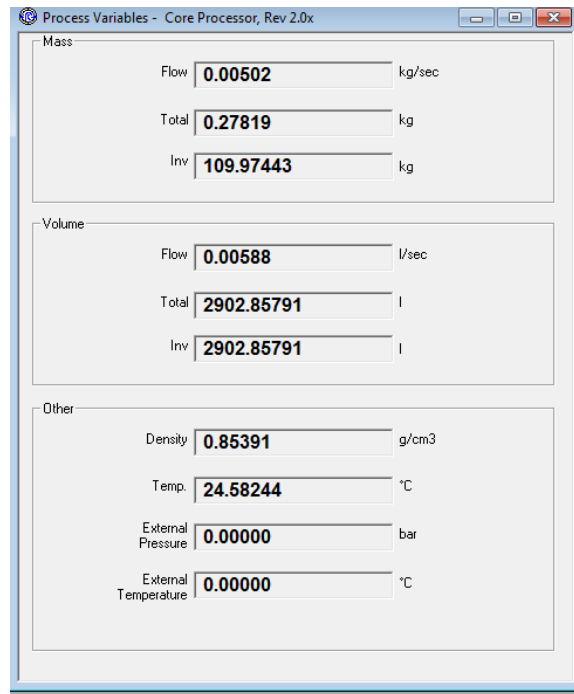 Process Variables - Core Processor, Rev 2.0x
Mass
Flow 0.00502 kg/sec
Total 0.27819 kg
Inv 109.97443 kg
Volume
Flow 0.00588 l/sec
Total 2902.85791 l
Inv 2902.85791 l
Other
Density 0.85391 g/cm3
Temp. 24.58244 °C
External
Pressure 0.00000 bar
External
Temperature 0.00000 °C